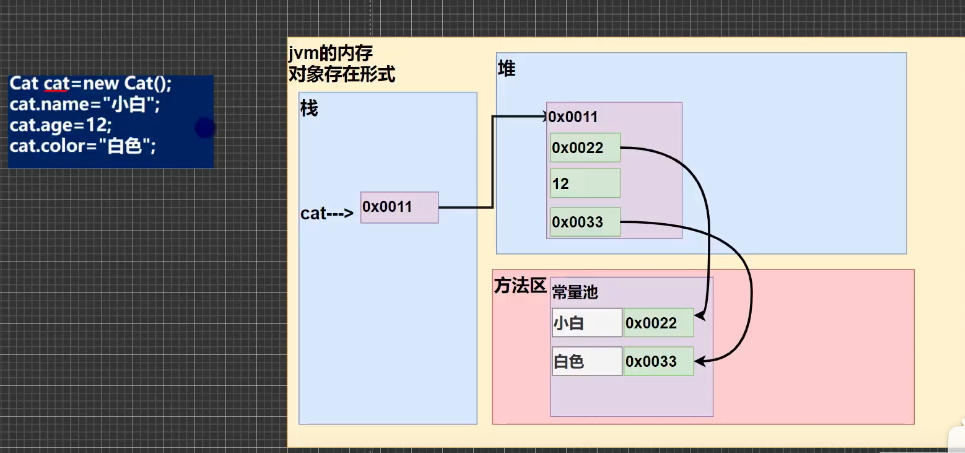 Cat cat=new Cat();
cat.name="小白";
cat.age=12;
cat.color="白色";
jvm的内存
对象存在形式
栈
cat--->
0x0011
堆
0x0011
0x0022
12
0x0033
方法区
常量池
小白
0x0022
白色
0x0033